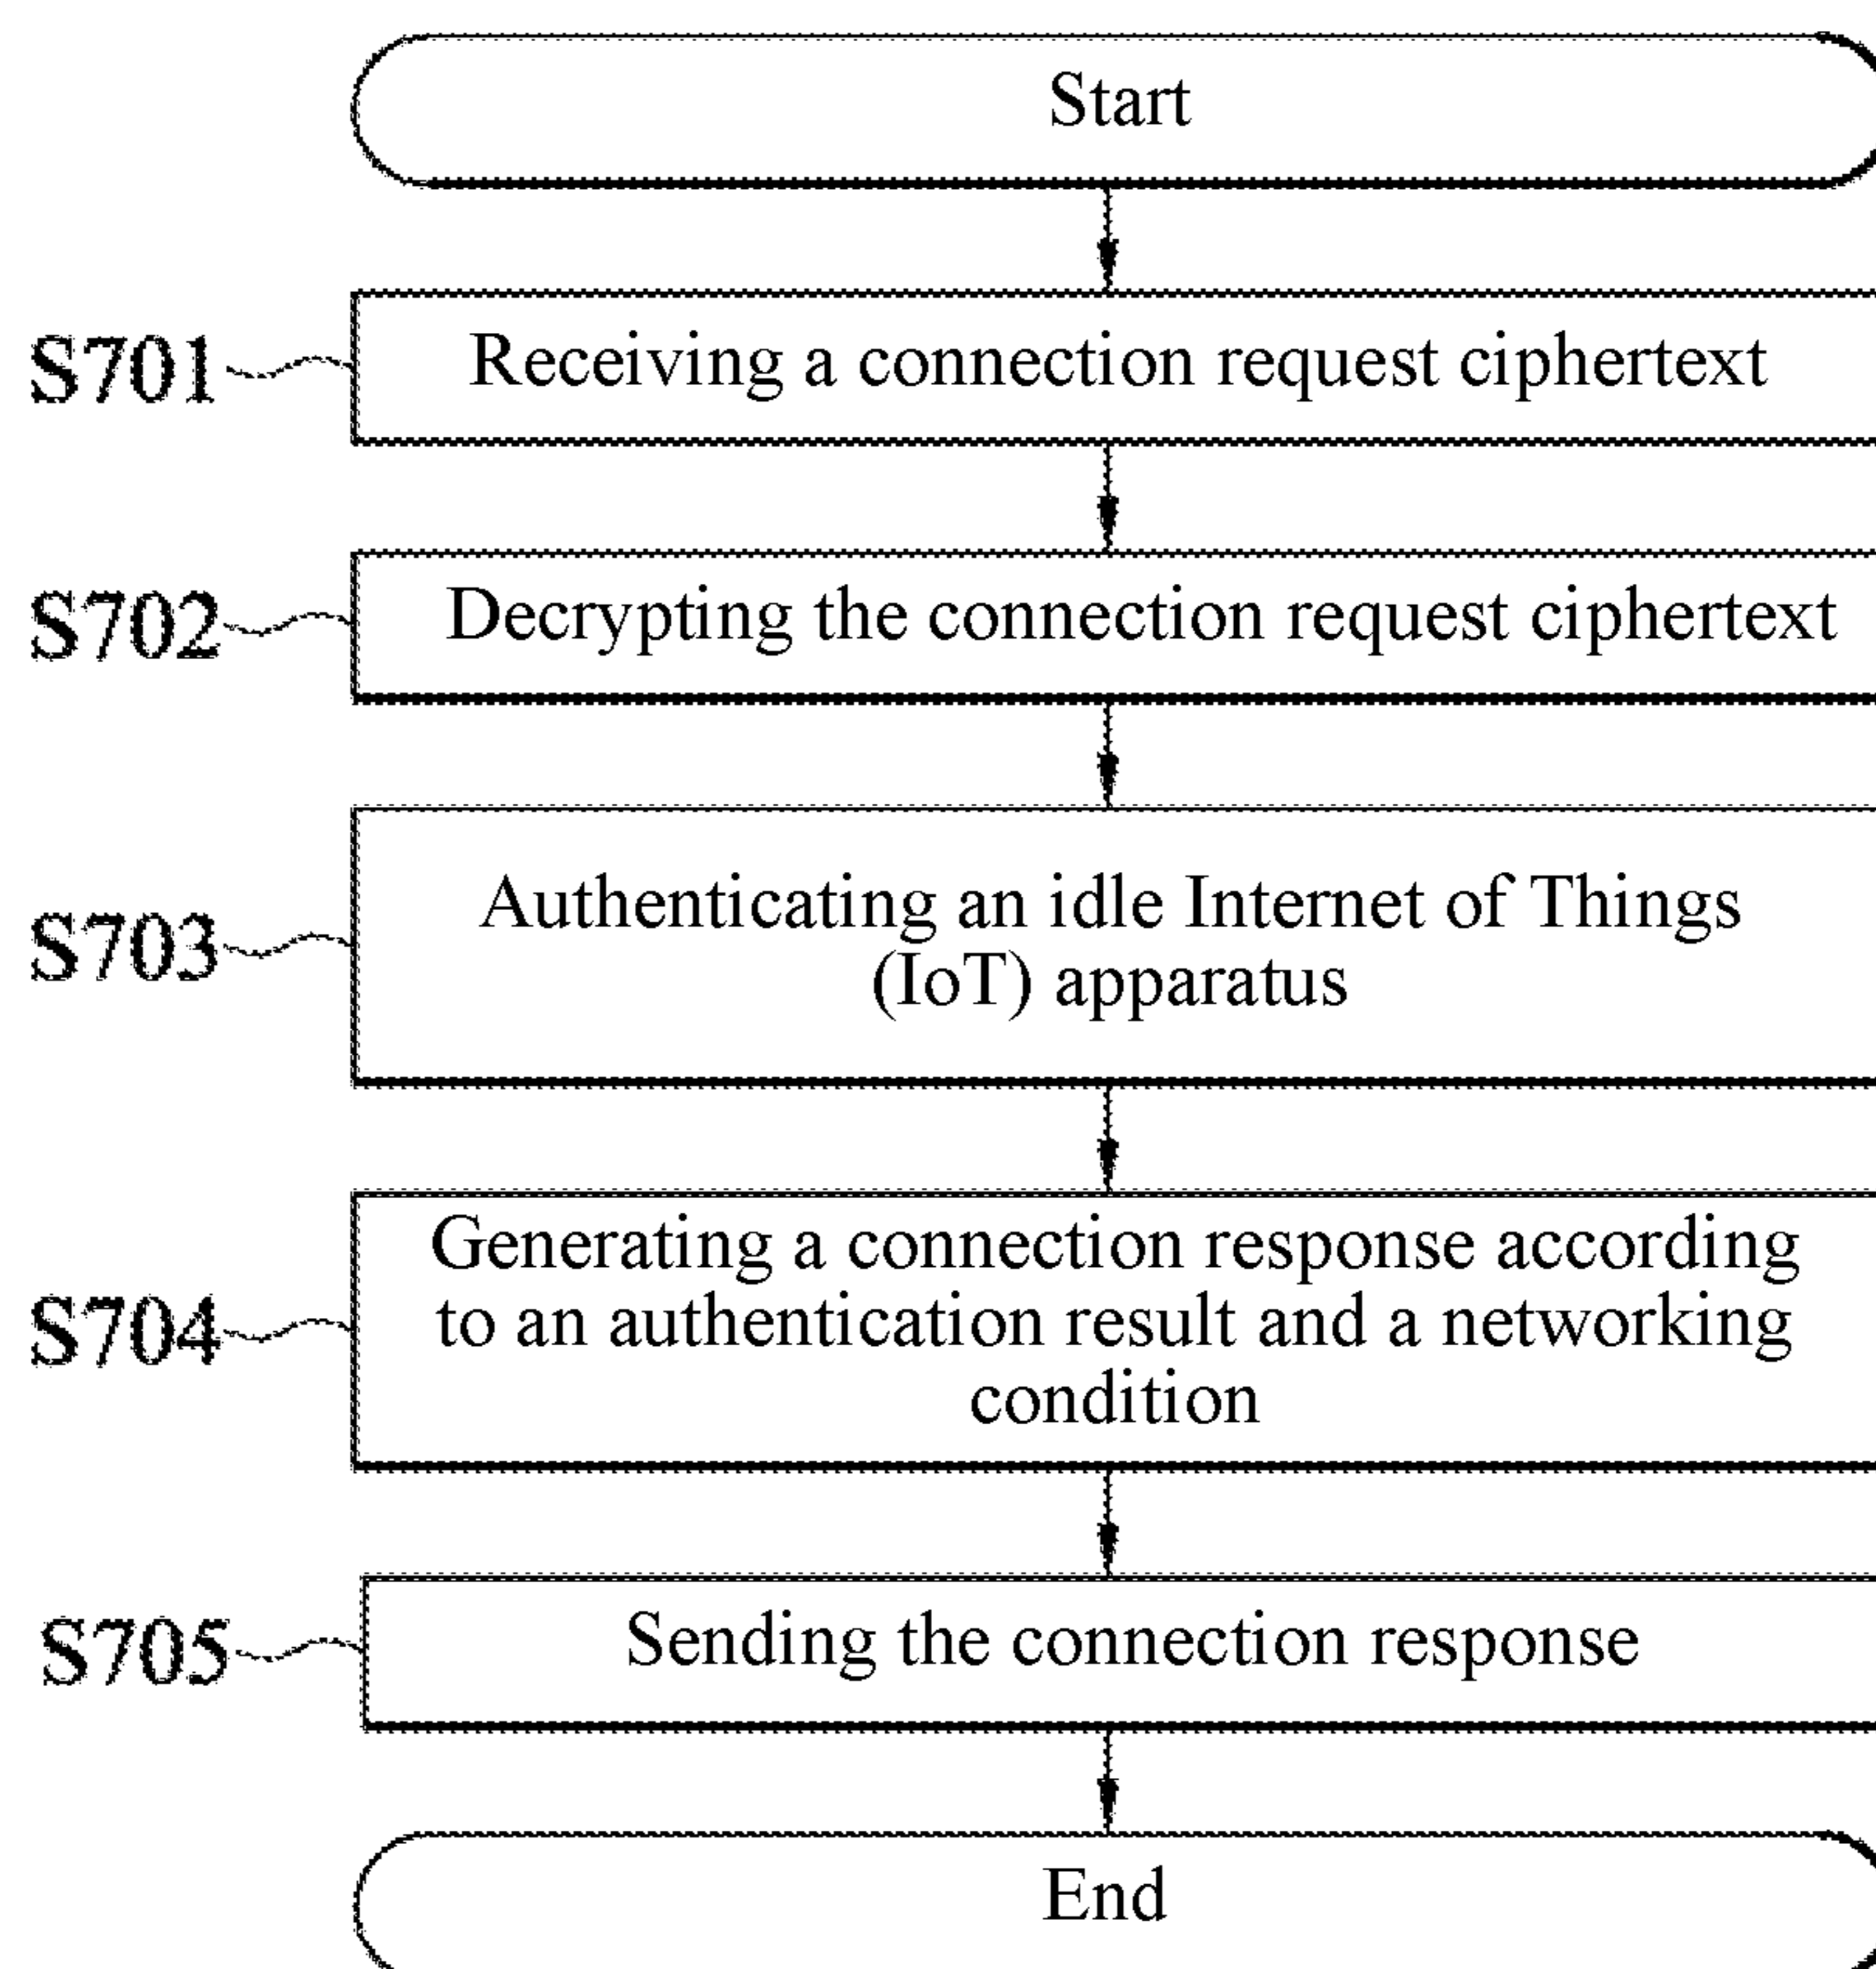 Start
S701
Receiving a connection request ciphertext
S702
Decrypting the connection request ciphertext
S703
Authenticating an idle Internet of Things
(IoT) apparatus
S704
Generating a connection response according
to an authentication result and a networking
condition
S705
Sending the connection response
End